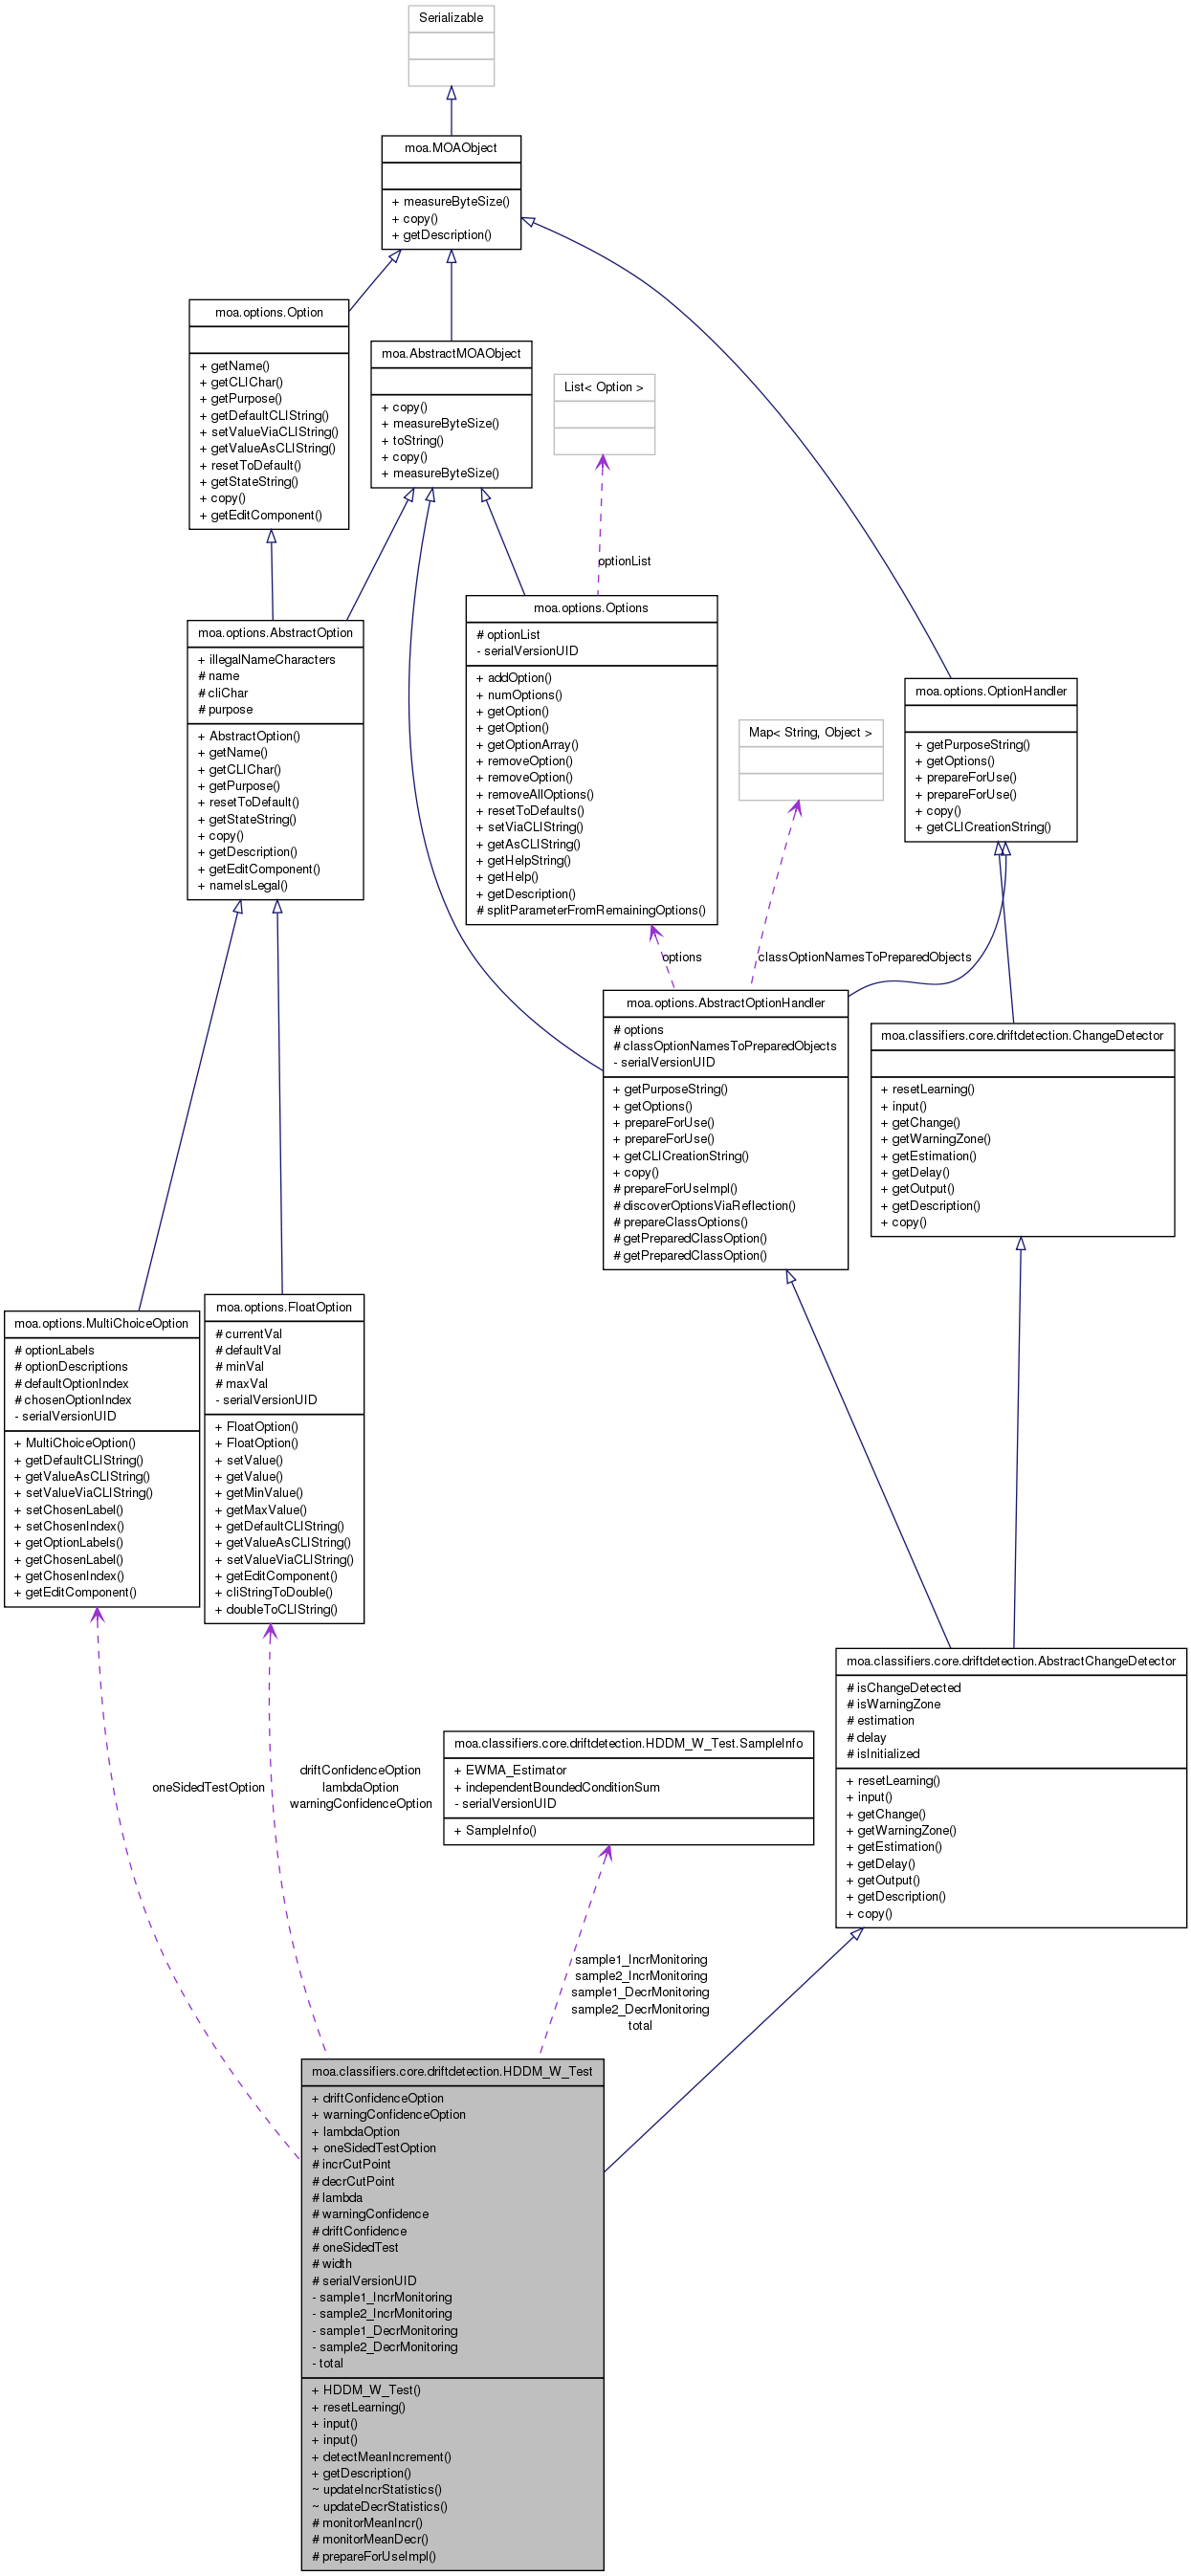 Serializable
moa.MOAObject
+ measureByteSize()
+ copy()
+ getDescription()
moa.options.Option
+ getName()
+ getCLIChar()
+ getPurpose()
+ getDefaultCLIString()
+ setValueViaCLIString()
+ getValueAsCLIString()
+ resetToDefault()
+ getStateString()
+ copy()
+ getEditComponent()
moa.AbstractMOAObject
+ copy()
+ measureByteSize()
+ toString()
+ copy()
+ measureByteSize()
List< Option >
optionList
moa.options.AbstractOption
+ illegalNameCharacters
# name
# cliChar
# purpose
+ AbstractOption()
+ getName()
+ getCLIChar()
+ getPurpose()
+ resetToDefault()
+ getStateString()
+ copy()
+ getDescription()
+ getEditComponent()
+ nameIsLegal()
moa.options.Options
# optionList
- serialVersionUID
+ addOption()
+ numOptions()
+ getOption()
+ getOption()
+ getOptionArray()
+ removeOption()
+ removeOption()
+ removeAllOptions()
+ resetToDefaults()
+ setViaCLIString()
+ getAsCLIString()
+ getHelpString()
+ getHelp()
+ getDescription()
# splitParameterFromRemainingOptions()
Map< String, Object >
moa.options.OptionHandler
+ getPurposeString()
+ getOptions()
+ prepareForUse()
+ prepareForUse()
+ copy()
+ getCLICreationString()
options
classOptionNamesToPreparedObjects
moa.options.AbstractOptionHandler
# options
# classOptionNamesToPreparedObjects
- serialVersionUID
+ getPurposeString()
+ getOptions()
+ prepareForUse()
+ prepareForUse()
+ getCLICreationString()
+ copy()
# prepareForUseImpl()
# discoverOptionsViaReflection()
# prepareClassOptions()
# getPreparedClassOption()
# getPreparedClassOption()
moa.classifiers.core.driftdetection.ChangeDetector
+ resetLearning()
+ input()
+ getChange()
+ getWarningZone()
+ getEstimation()
+ getDelay()
+ getOutput()
+ getDescription()
+ copy()
moa.options.MultiChoiceOption
# optionLabels
# optionDescriptions
# defaultOptionIndex
# chosenOptionIndex
- serialVersionUID
+ MultiChoiceOption()
+ getDefaultCLIString()
+ getValueAsCLIString()
+ setValueViaCLIString()
+ setChosenLabel()
+ setChosenIndex()
+ getOptionLabels()
+ getChosenLabel()
+ getChosenIndex()
+ getEditComponent()
moa.options.FloatOption
# currentVal
# defaultVal
# minVal
# maxVal
- serialVersionUID
+ FloatOption()
+ FloatOption()
+ setValue()
+ getValue()
+ getMinValue()
+ getMaxValue()
+ getDefaultCLIString()
+ getValueAsCLIString()
+ setValueViaCLIString()
+ getEditComponent()
+ cliStringToDouble()
+ doubleToCLIString()
moa.classifiers.core.driftdetection.AbstractChangeDetector
# isChangeDetected
# isWarningZone
# estimation
# delay
# isInitialized
+ resetLearning()
+ input()
+ getChange()
+ getWarningZone()
+ getEstimation()
+ getDelay()
+ getOutput()
+ getDescription()
+ copy()
oneSidedTestOption
driftConfidenceOption
lambdaOption
warningConfidenceOption
moa.classifiers.core.driftdetection.HDDM_W_Test.SampleInfo
+ EWMA_Estimator
+ independentBoundedConditionSum
- serialVersionUID
+ SampleInfo()
sample1_IncrMonitoring
sample2_IncrMonitoring
sample1_DecrMonitoring
sample2_DecrMonitoring
total
moa.classifiers.core.driftdetection.HDDM_W_Test
+ driftConfidenceOption
+ warningConfidenceOption
+ lambdaOption
+ oneSidedTestOption
# incrCutPoint
# decrCutPoint
# lambda
# warningConfidence
# driftConfidence
# oneSidedTest
# width
# serialVersionUID
- sample1_IncrMonitoring
- sample2_IncrMonitoring
- sample1_DecrMonitoring
- sample2_DecrMonitoring
- total
+ HDDM_W_Test()
+ resetLearning()
+ input()
+ input()
+ detectMeanIncrement()
+ getDescription()
~ updateIncrStatistics()
~ updateDecrStatistics()
# monitorMeanIncr()
# monitorMeanDecr()
# prepareForUseImpl()